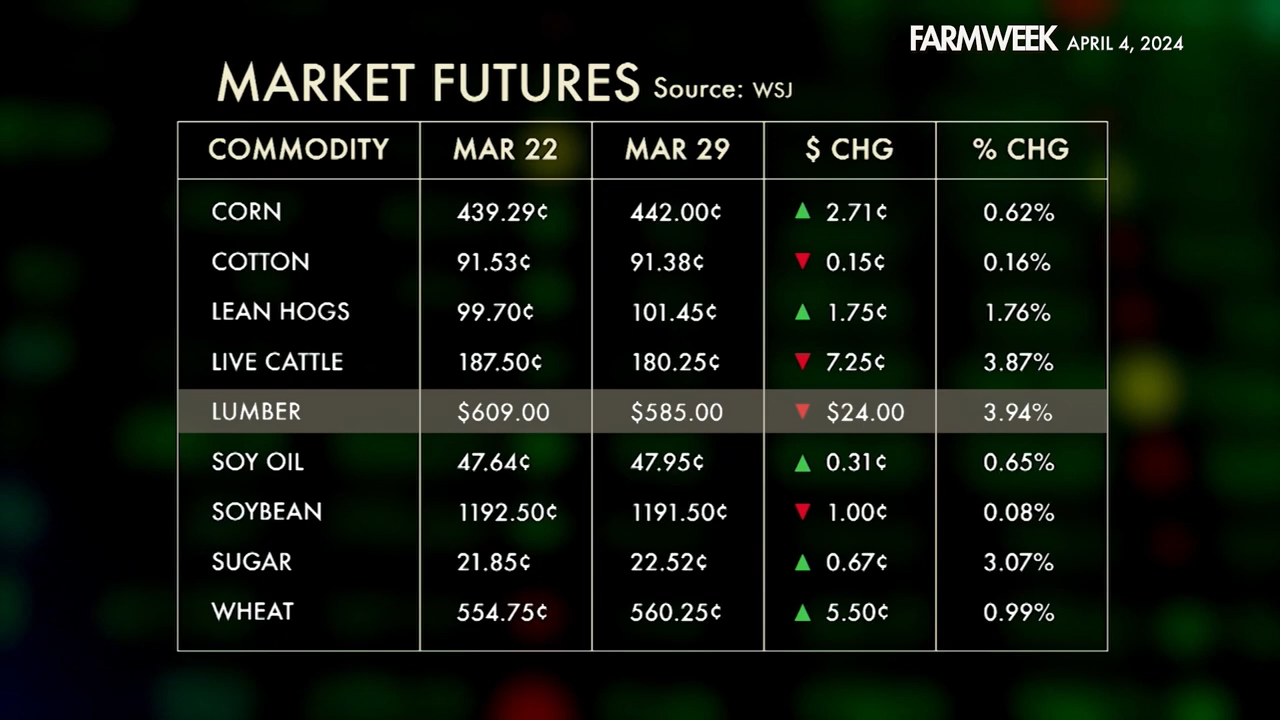 FARMWEEK APRIL 4, 2024
MARKET FUTURES Source: WSJ
COMMODITY MAR 22 MAR 29 $ CHG % CHG
CORN 439.29¢ 442.00¢ ▲ 2.71¢ 0.62%
COTTON 91.53¢ 91.38¢ ▼ 0.15¢ 0.16%
LEAN HOGS 99.70¢ 101.45¢ ▲ 1.75¢ 1.76%
LIVE CATTLE 187.50¢ 180.25¢ ▼ 7.25¢ 3.87%
LUMBER $609.00 $585.00 ▼ $24.00 3.94%
SOY OIL 47.64¢ 47.95¢ ▲ 0.31¢ 0.65%
SOYBEAN 1192.50¢ 1191.50¢ ▼ 1.00¢ 0.08%
SUGAR 21.85¢ 22.52¢ ▲ 0.67¢ 3.07%
WHEAT 554.75¢ 560.25¢ ▲ 5.50¢ 0.99%